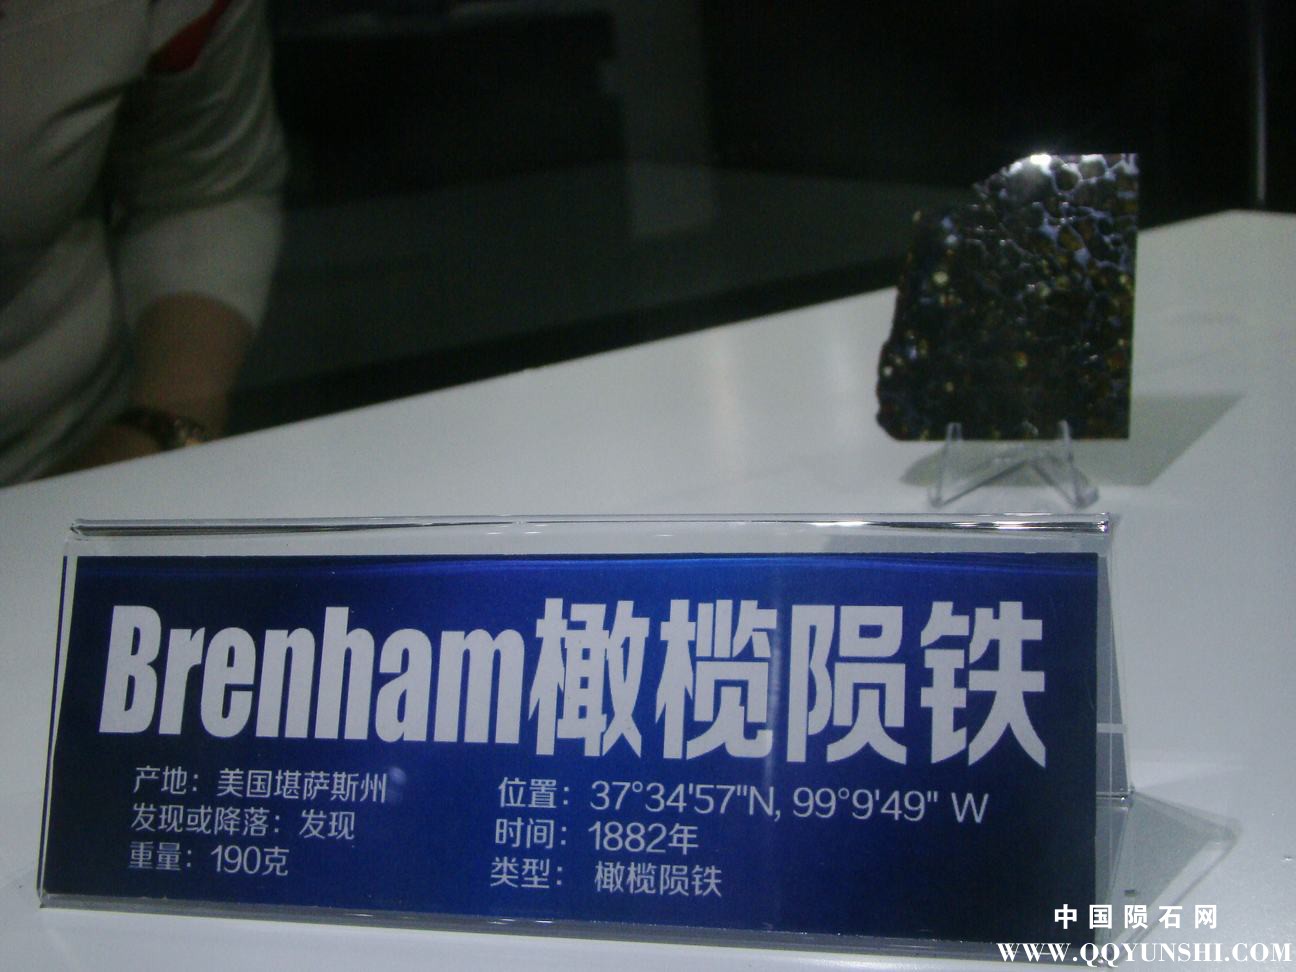 Brenham橄榄陨铁
产地：美国堪萨斯州
发现或降落：发现
重量：190克
位置：37°34'57"N, 99°9'49" W
时间：1882年
类型： 橄榄陨铁
中国陨石网
WWW.QQYUNSHI.COM